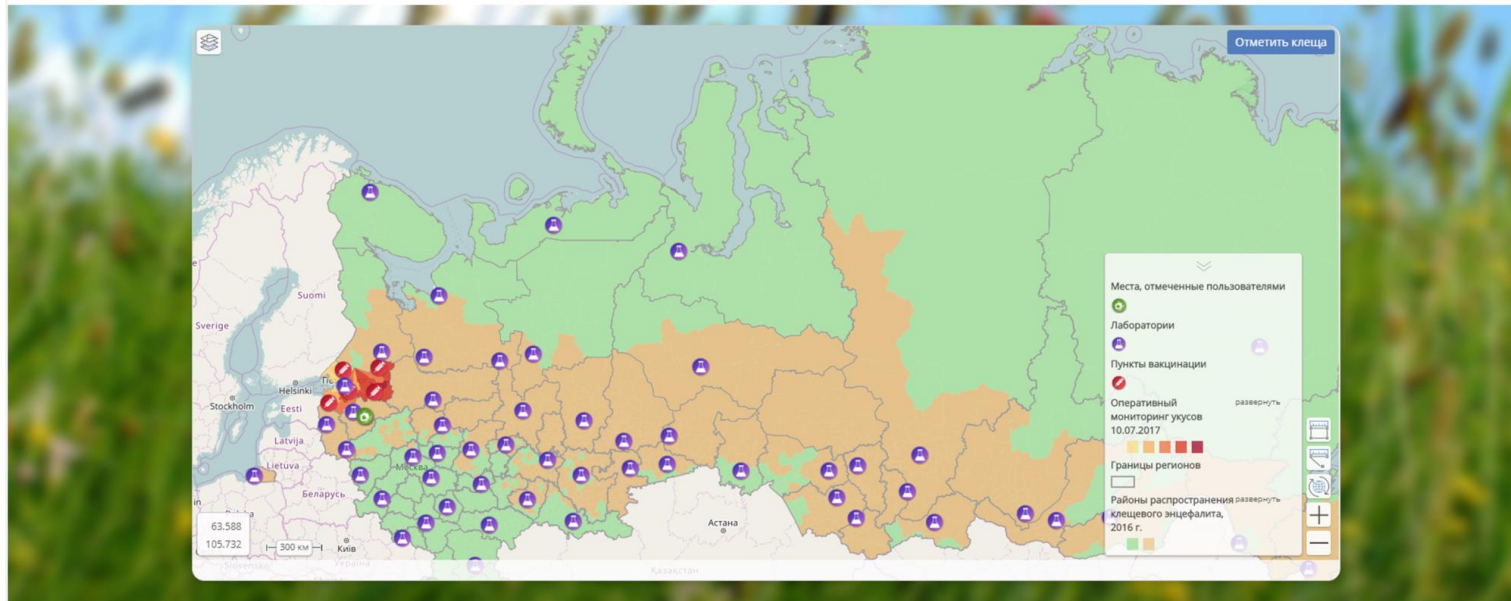 Отметить клеща
Suomi
Sverige
Helsinki
Stockholm
Eesti
Latvija
Lietuva
Москва
Беларусь
Київ
Україна
Астана
Қазақстан
63.588
105.732
300 км
Места, отмеченные пользователями
Лаборатории
Пункты вакцинации
Оперативный развернуть
мониторинг укусов
10.07.2017
Границы регионов
Районы распространения развернуть
клещевого энцефалита,
2016 г.